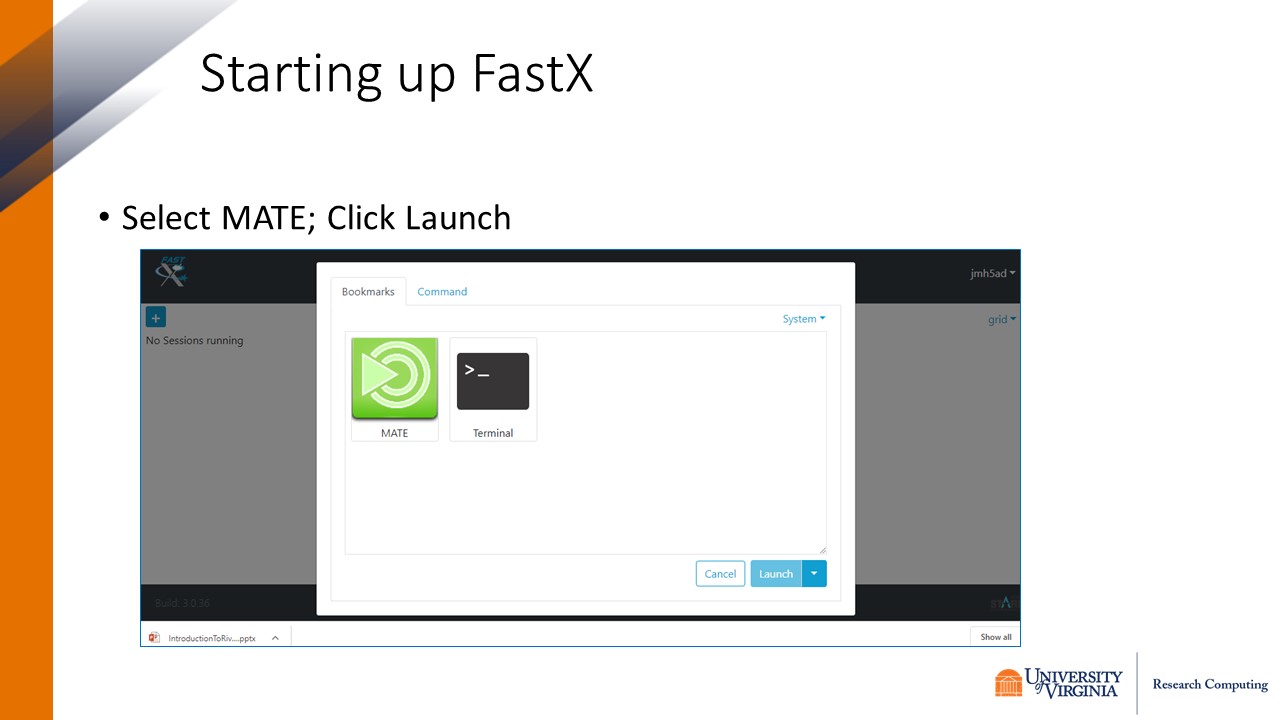 Starting up FastX
• Select MATE; Click Launch
FAST
X
jmh5ad
Bookmarks Command
System
+
grid
No Sessions running
>_
MATE Terminal
Cancel Launch
Build: 3.0.36
IntroductionToRiv....pptx
Show all
UNIVERSITY
of VIRGINIA
Research Computing